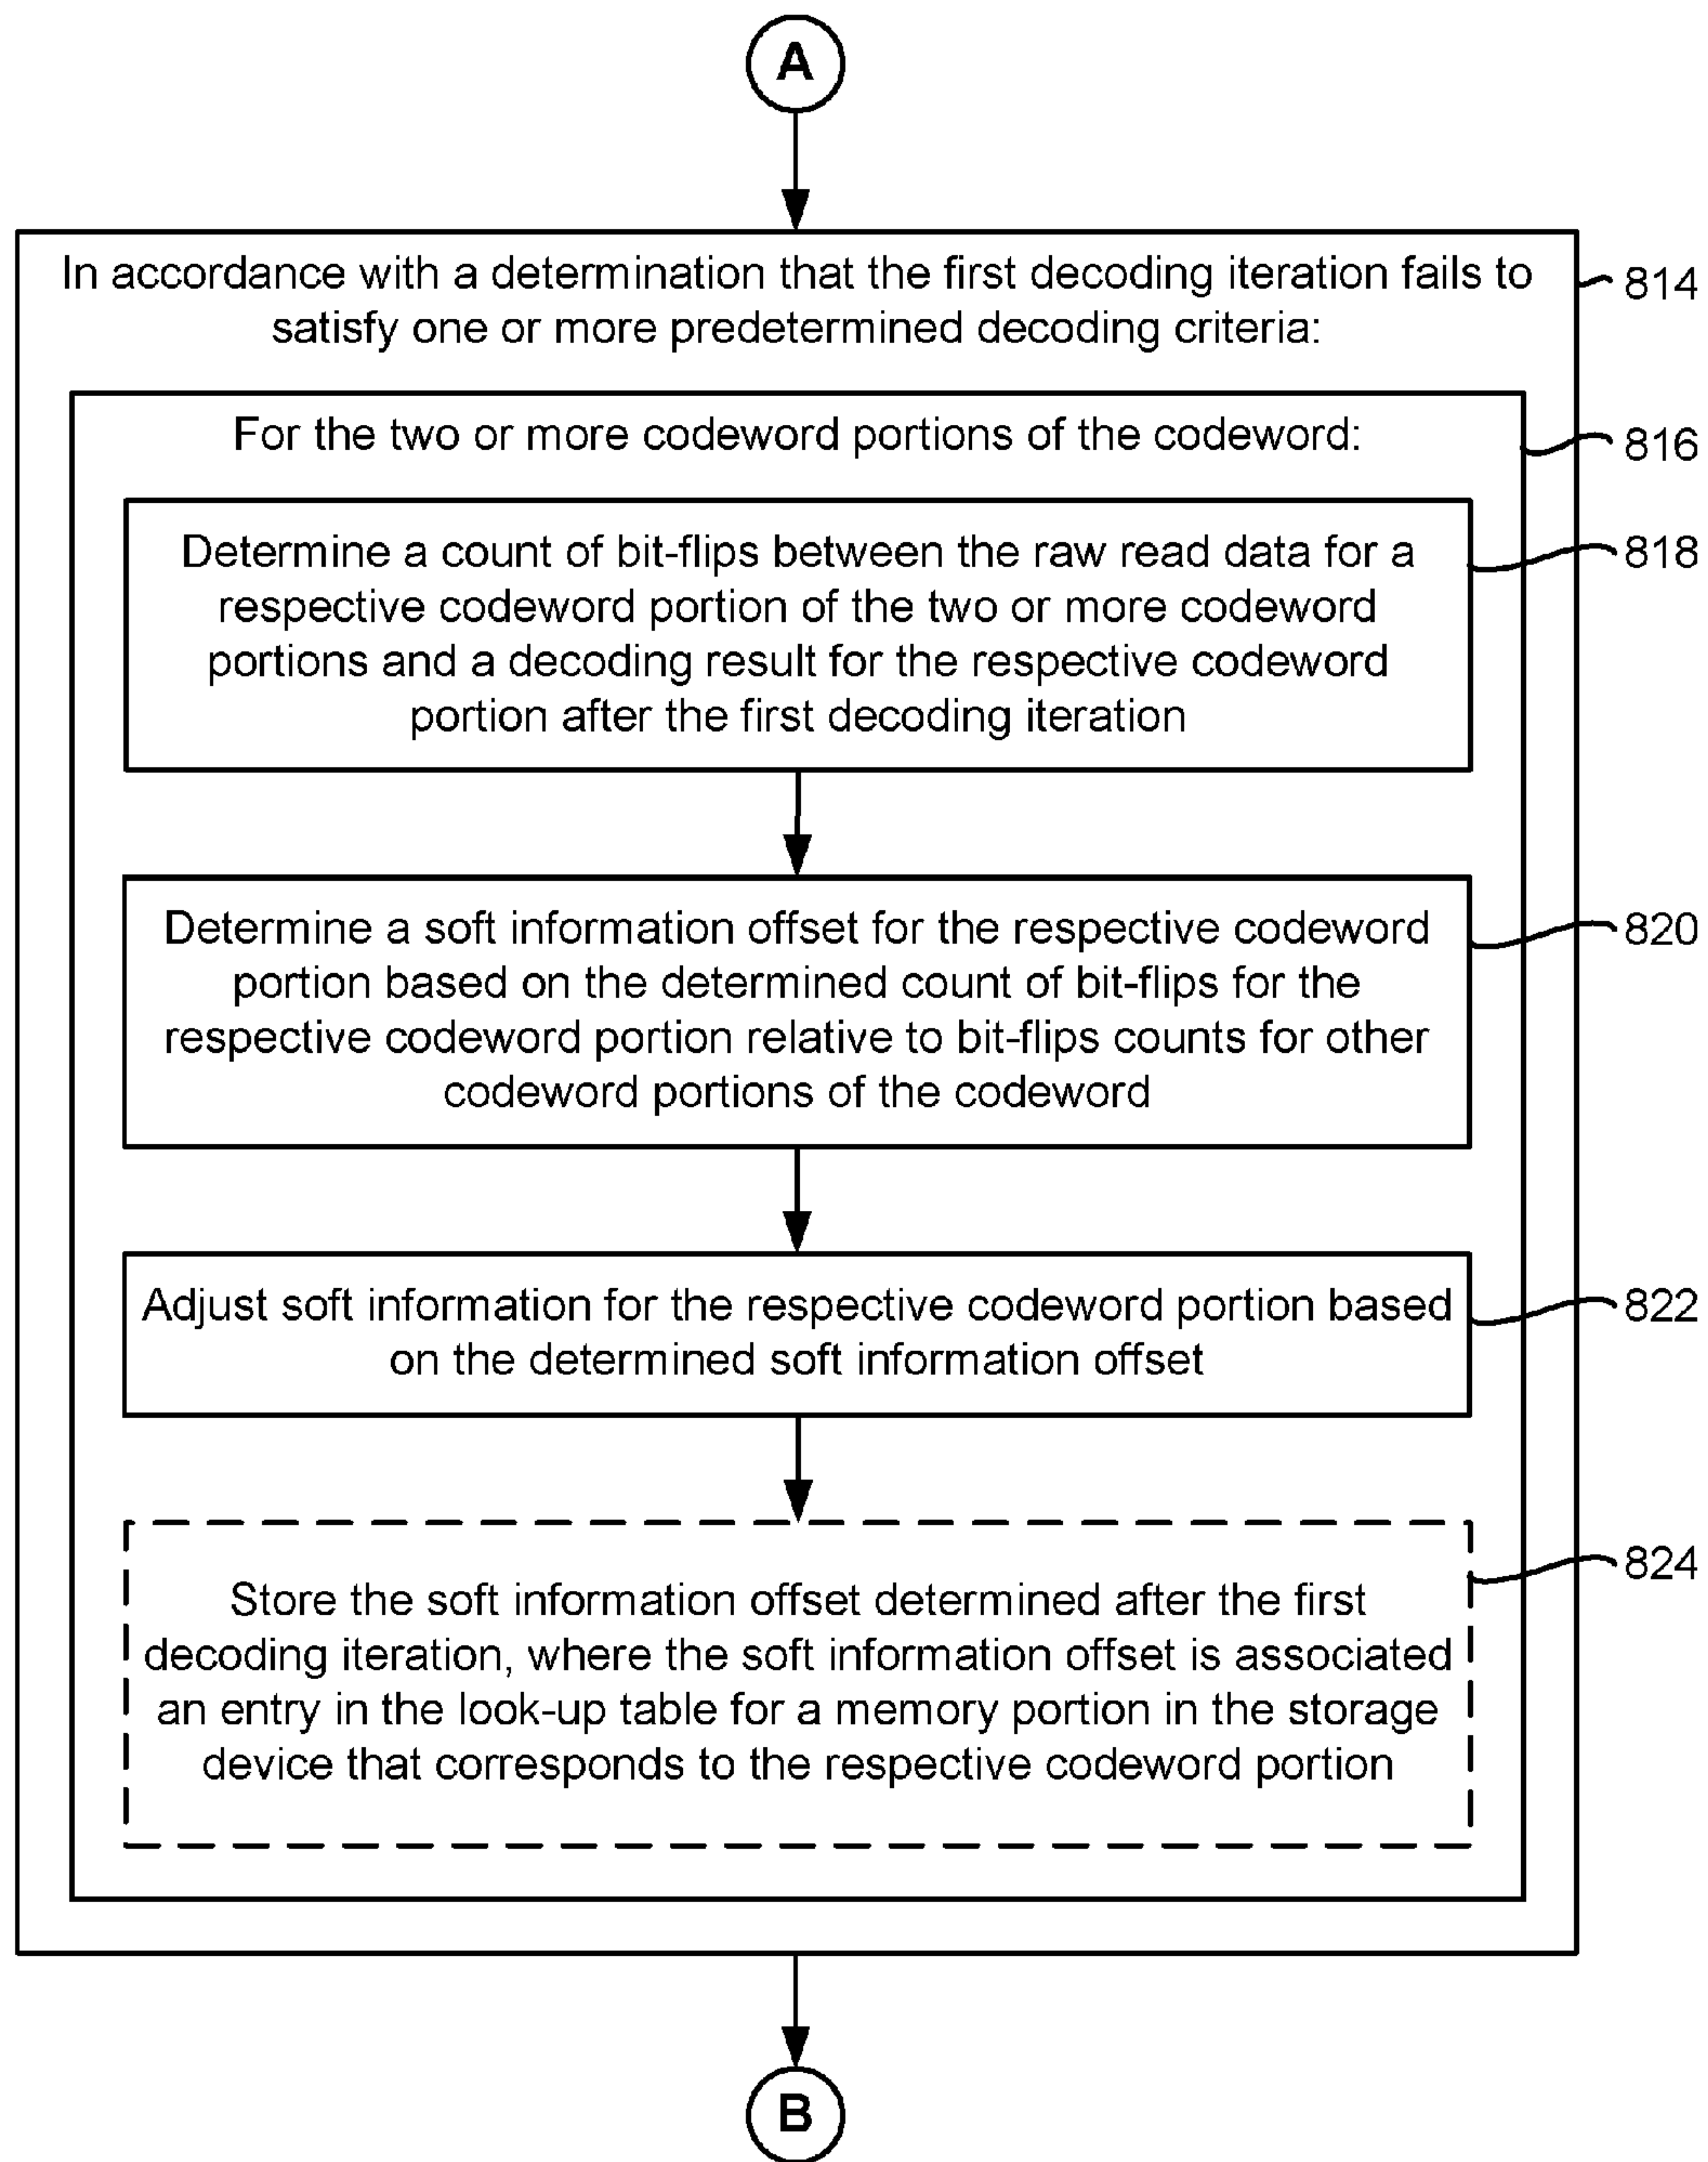 A
In accordance with a determination that the first decoding iteration fails to
satisfy one or more predetermined decoding criteria:
814
For the two or more codeword portions of the codeword:
816
Determine a count of bit-flips between the raw read data for a
respective codeword portion of the two or more codeword
portions and a decoding result for the respective codeword
portion after the first decoding iteration
818
Determine a soft information offset for the respective codeword
portion based on the determined count of bit-flips for the
respective codeword portion relative to bit-flips counts for other
codeword portions of the codeword
820
Adjust soft information for the respective codeword portion based
on the determined soft information offset
822
Store the soft information offset determined after the first
decoding iteration, where the soft information offset is associated
an entry in the look-up table for a memory portion in the storage
device that corresponds to the respective codeword portion
824
B